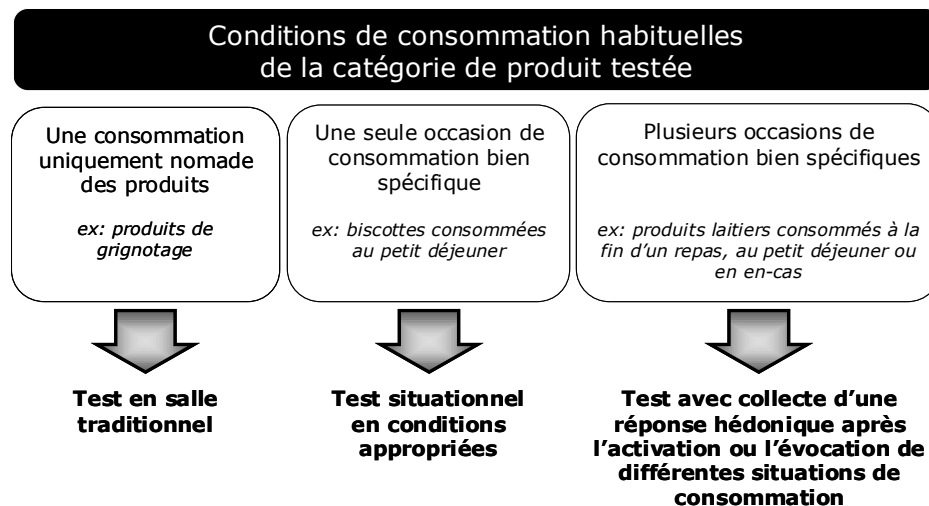 Conditions de consommation habituelles
de la catégorie de produit testée
Une consommation
uniquement nomade
des produits
ex: produits de
grignotage
Une seule occasion de
consommation bien
spécifique
ex: biscottes consommées
au petit déjeuner
Plusieurs occasions de
consommation bien spécifiques
ex: produits laitiers consommés à la
fin d'un repas, au petit déjeuner ou
en en-cas
Test en salle
traditionnel
Test situationnel
en conditions
appropriées
Test avec collecte d'une
réponse hédonique après
l'activation ou l'évocation de
différentes situations de
consommation